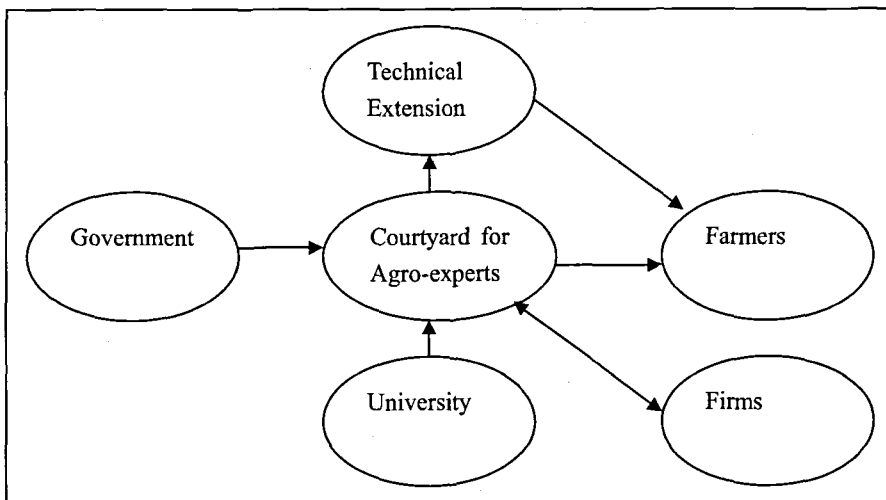 Technical
Extension
Government
Courtyard for
Agro-experts
Farmers
University
Firms